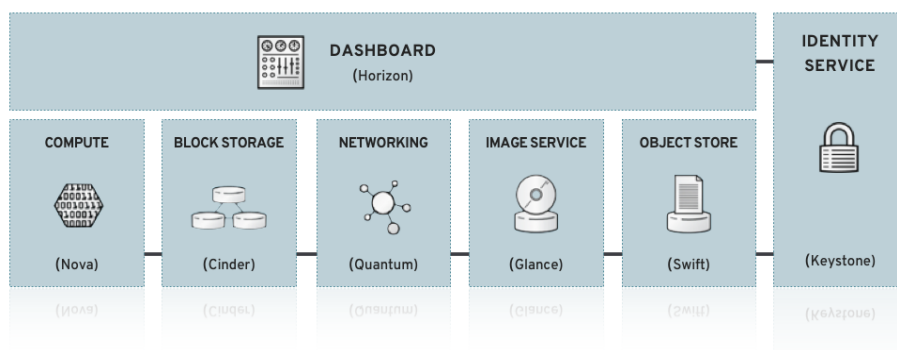 DASHBOARD
(Horizon)
IDENTITY
SERVICE
(Keystone)
COMPUTE
(Nova)
BLOCK STORAGE
(Cinder)
NETWORKING
(Quantum)
IMAGE SERVICE
(Glance)
OBJECT STORE
(Swift)